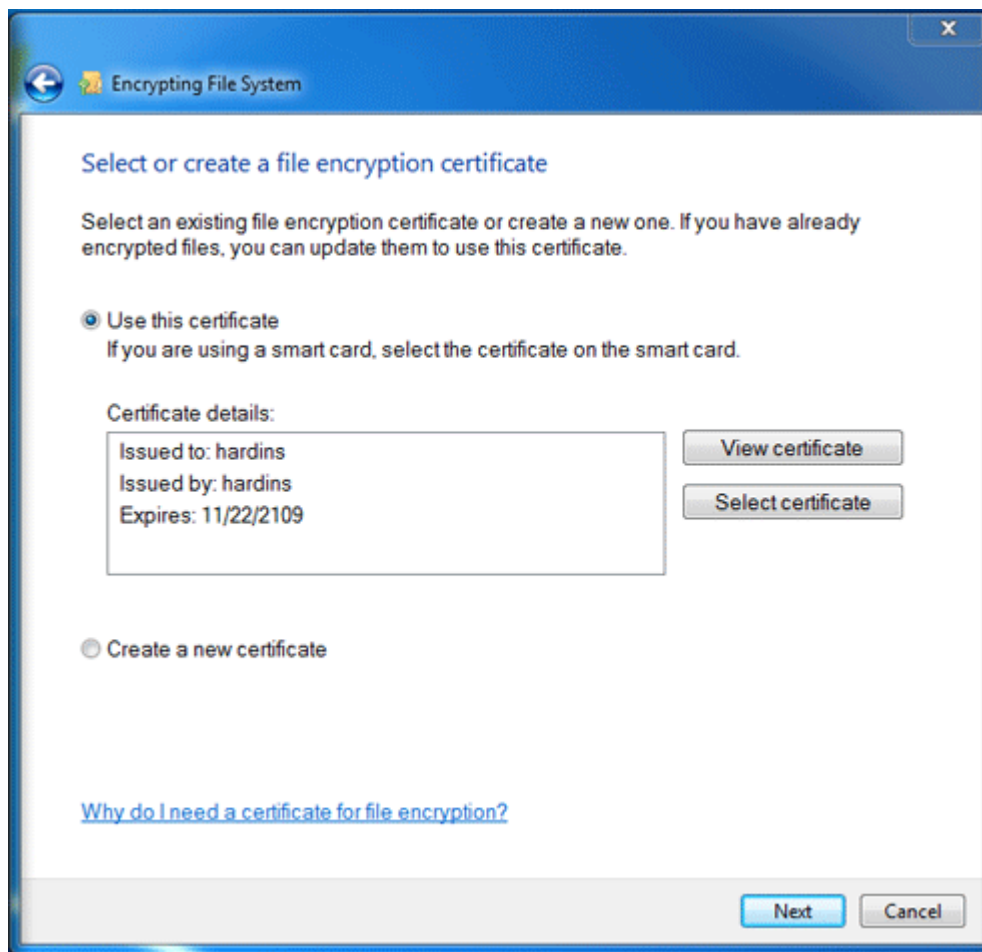 Encrypting File System
Select or create a file encryption certificate
Select an existing file encryption certificate or create a new one. If you have already
encrypted files, you can update them to use this certificate.
Use this certificate
If you are using a smart card, select the certificate on the smart card.
Certificate details:
Issued to: hardins
Issued by: hardins
Expires: 11/22/2109
View certificate
Select certificate
Create a new certificate
Why do I need a certificate for file encryption?
Next
Cancel